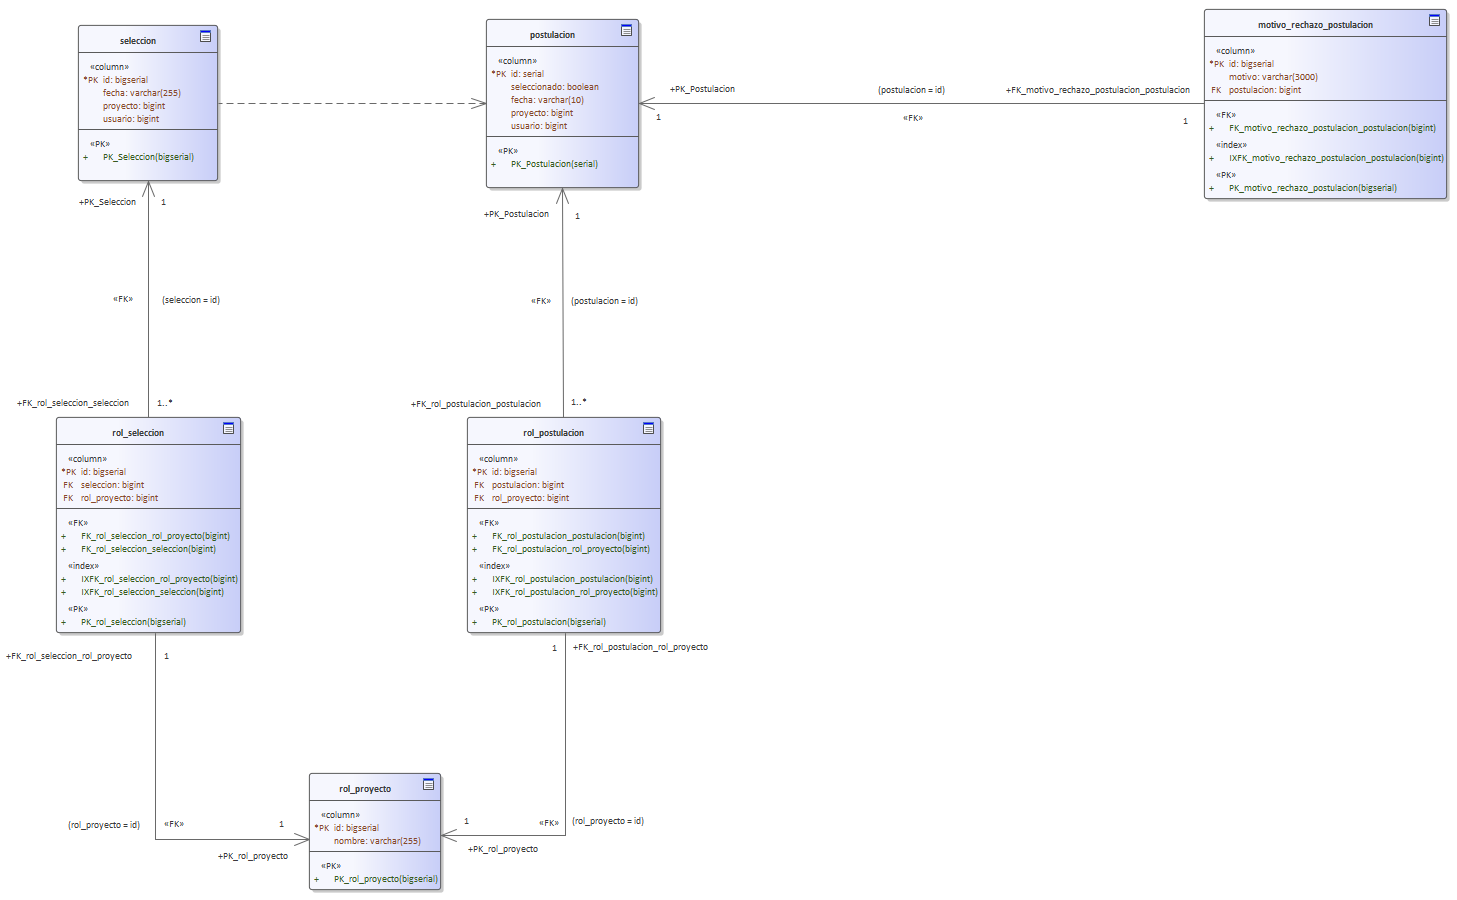 seleccion
«column»
*PK id: bigserial
fecha: varchar(255)
proyecto: bigint
usuario: bigint
«PK»
+ PK_Seleccion(bigserial)
postulacion
«column»
*PK id: serial
seleccionado: boolean
fecha: varchar(10)
proyecto: bigint
usuario: bigint
«PK»
+ PK_Postulacion(serial)
motivo_rechazo_postulacion
«column»
*PK id: bigserial
motivo: varchar(3000)
FK postulacion: bigint
«FK»
+ FK_motivo_rechazo_postulacion_postulacion(bigint)
«index»
+ IXFK_motivo_rechazo_postulacion_postulacion(bigint)
«PK»
+ PK_motivo_rechazo_postulacion(bigserial)
+PK_Postulacion
(postulacion = id)
+FK_motivo_rechazo_postulacion_postulacion
1
«FK»
1
+PK_Seleccion
1
«FK»
(seleccion = id)
+FK_rol_seleccion_seleccion
1..*
+PK_Postulacion
1
«FK»
(postulacion = id)
+FK_rol_postulacion_postulacion
1..*
rol_seleccion
«column»
*PK id: bigserial
FK seleccion: bigint
FK rol_proyecto: bigint
«FK»
+ FK_rol_seleccion_rol_proyecto(bigint)
+ FK_rol_seleccion_seleccion(bigint)
«index»
+ IXFK_rol_seleccion_rol_proyecto(bigint)
+ IXFK_rol_seleccion_seleccion(bigint)
«PK»
+ PK_rol_seleccion(bigserial)
rol_postulacion
«column»
*PK id: bigserial
FK postulacion: bigint
FK rol_proyecto: bigint
«FK»
+ FK_rol_postulacion_postulacion(bigint)
+ FK_rol_postulacion_rol_proyecto(bigint)
«index»
+ IXFK_rol_postulacion_postulacion(bigint)
+ IXFK_rol_postulacion_rol_proyecto(bigint)
«PK»
+ PK_rol_postulacion(bigserial)
+FK_rol_seleccion_rol_proyecto
1
1
+FK_rol_postulacion_rol_proyecto
(rol_proyecto = id)
«FK»
1
+PK_rol_proyecto
1
«FK»
(rol_proyecto = id)
+PK_rol_proyecto
rol_proyecto
«column»
*PK id: bigserial
nombre: varchar(255)
«PK»
+ PK_rol_proyecto(bigserial)